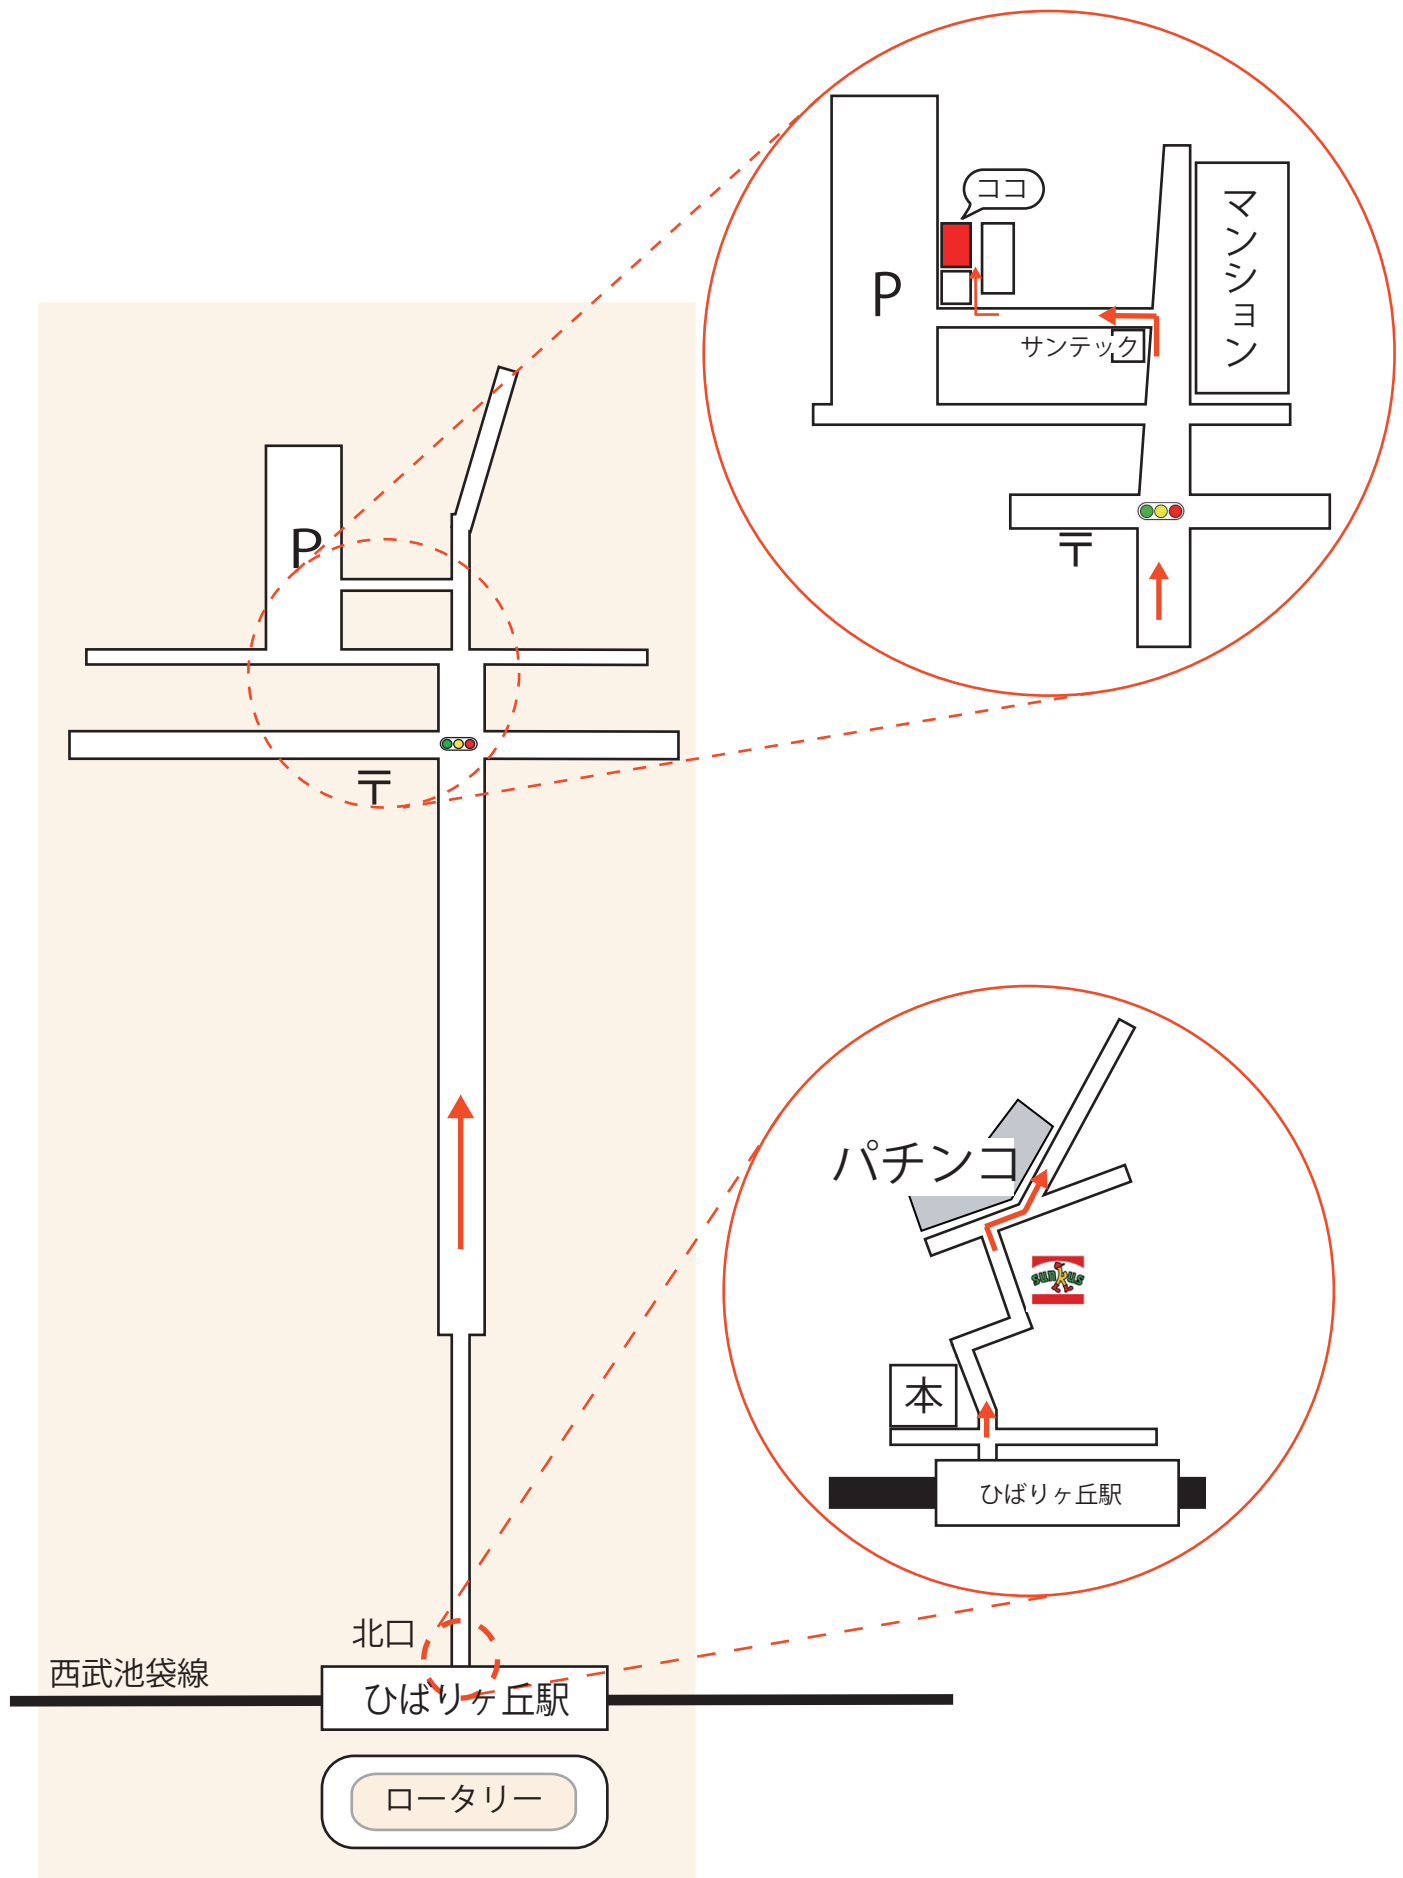 ココ
P
マンション
サンテック
〒
P
〒
パチンコ
sunkus
本
ひばりヶ丘駅
北口
西武池袋線
ひばりヶ丘駅
ロータリー